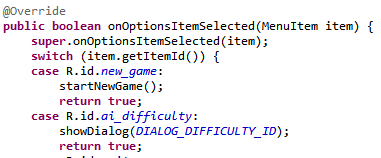 @Override
public boolean onOptionsItemSelected(MenuItem item) {
    super.onOptionsItemSelected(item);
    switch (item.getItemId()) {
    case R.id.new_game:
        startNewGame();
        return true;
    case R.id.ai_difficulty:
        showDialog(DIALOG_DIFFICULTY_ID);
        return true;